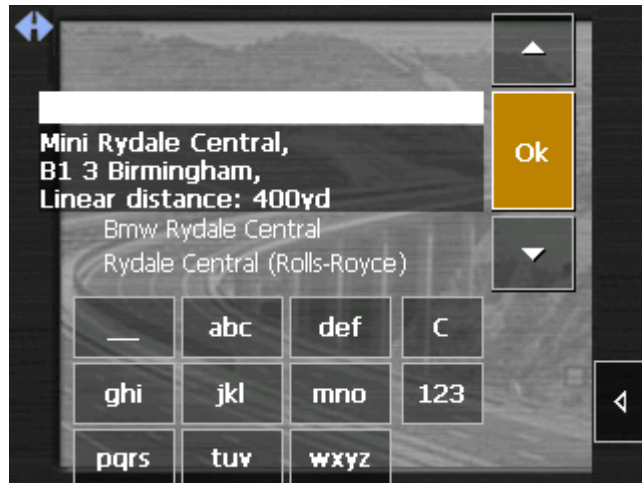 Mini Rydale Central,
B1 3 Birmingham,
Linear distance: 400yd
Ok
Bmw Rydale Central
Rydale Central (Rolls-Royce)
__ abc def C
ghi jkl mno 123
pqrs tuv wxyz